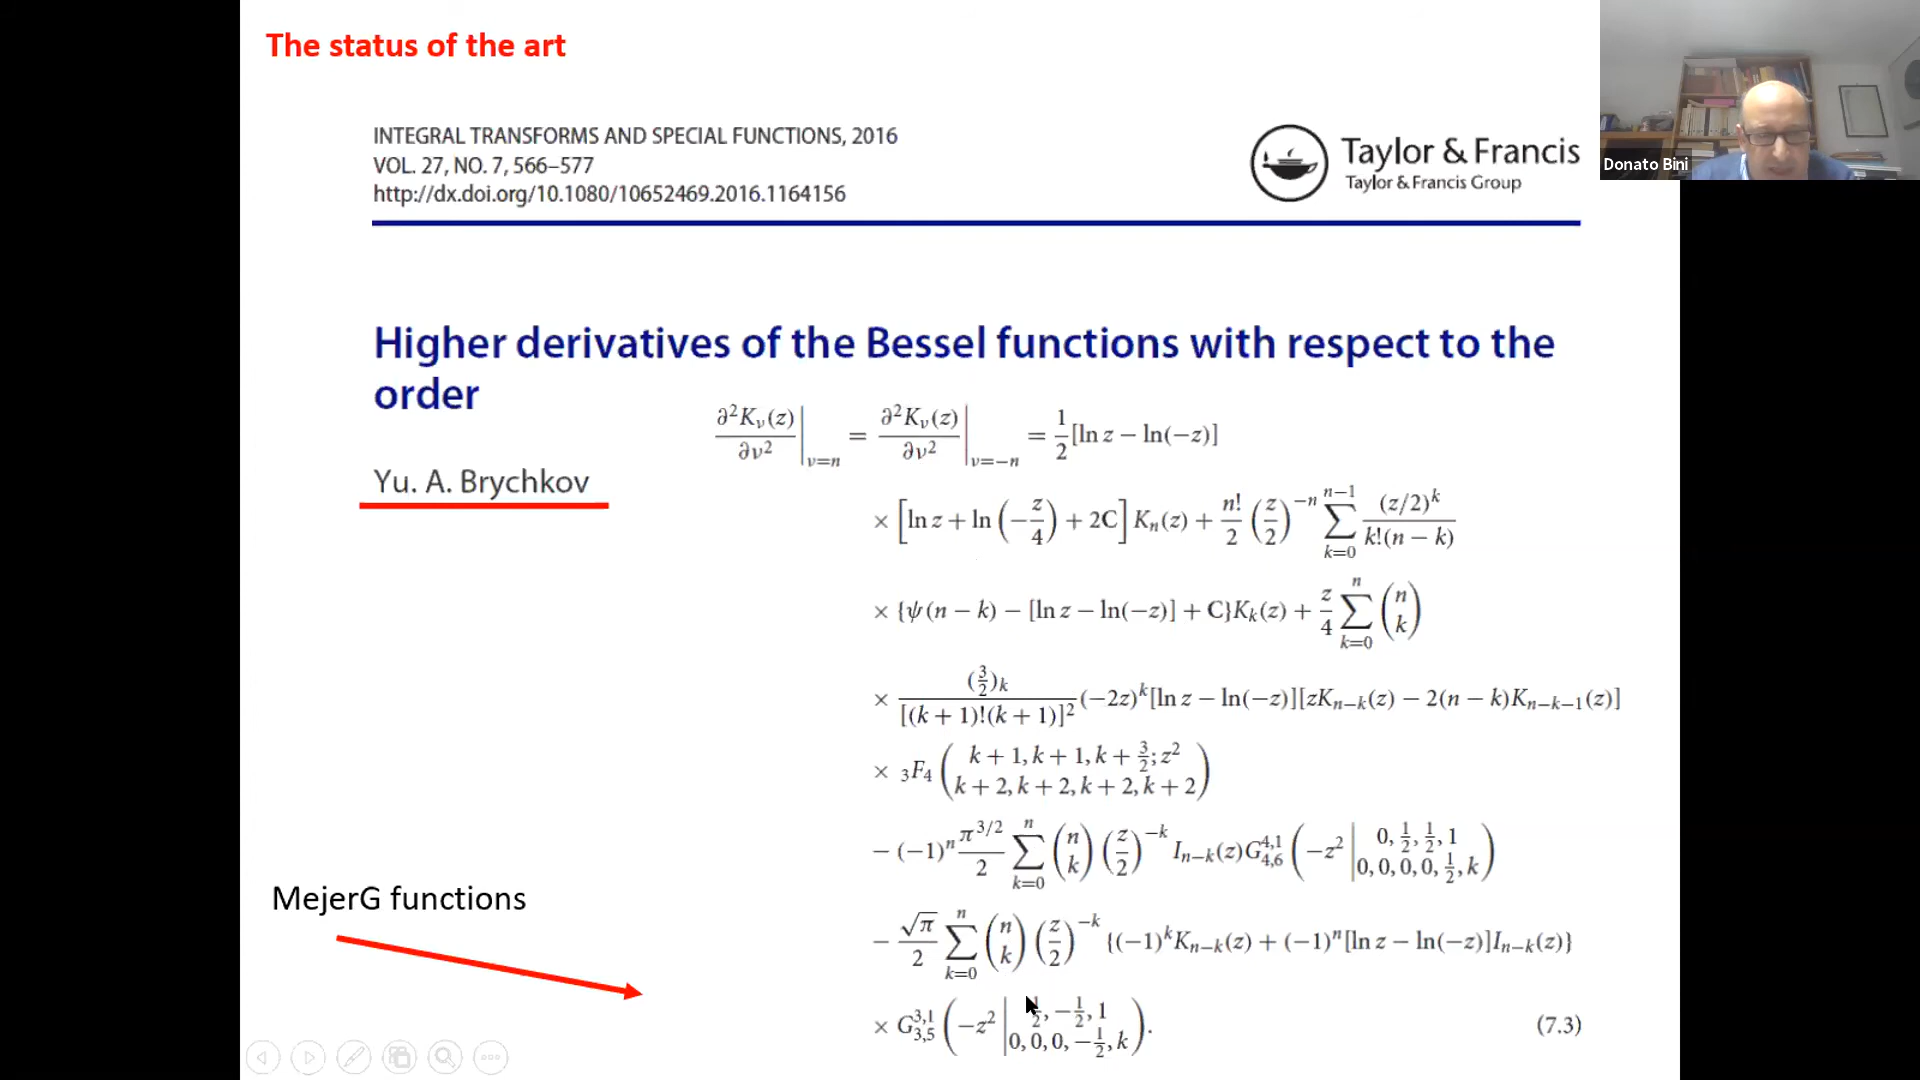 The status of the art
INTEGRAL TRANSFORMS AND SPECIAL FUNCTIONS, 2016
VOL. 27, NO. 7, 566–577
http://dx.doi.org/10.1080/10652469.2016.1164156
Taylor & Francis
Taylor & Francis Group
Donato Bini
Higher derivatives of the Bessel functions with respect to the
order
Yu. A. Brychkov
∂²K_ν(z)/∂ν² |_{ν=n} = ∂²K_ν(z)/∂ν² |_{ν=−n} = 1/2 [ln z − ln(−z)]
× [ln z + ln (−z/4) + 2C] K_n(z) + n!/2 (z/2)^{−n} ∑_{k=0}^{n−1} (z/2)^k / k!(n − k)
× {ψ(n − k) − [ln z − ln(−z)] + C}K_k(z) + z/4 ∑_{k=0}^{n} (n k)
× (3/2)_k / [(k + 1)!(k + 1)!]² (−2z)^k [ln z − ln(−z)][zK_{n−k}(z) − 2(n − k)K_{n−k−1}(z)]
× ₃F₄ (k + 1, k + 1, k + 3/2; z² k + 2, k + 2, k + 2, k + 2)
− (−1)^n π^{3/2}/2 ∑_{k=0}^{n} (n k) (z/2)^{−k} I_{n−k}(z)G^{4,1}_{4,6} (−z² | 0, 1/2, 1/2, 1 0, 0, 0, 0, 1/2, k)
− √π/2 ∑_{k=0}^{n} (n k) (z/2)^{−k} {(−1)^k K_{n−k}(z) + (−1)^n [ln z − ln(−z)]I_{n−k}(z)}
× G^{3,1}_{3,5} (−z² | 1/2, −1/2, 1 0, 0, 0, −1/2, k). (7.3)
MejerG functions